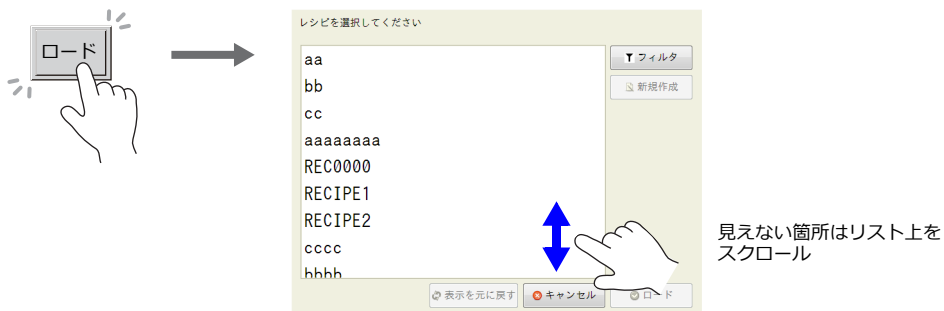 ロード
レシピを選択してください
aa
bb
cc
aaaaaaaa
REC0000
RECIPE1
RECIPE2
cccc
bbbb
フィルタ
新規作成
見えない箇所はリスト上を
スクロール
表示を元に戻す
キャンセル
ロード